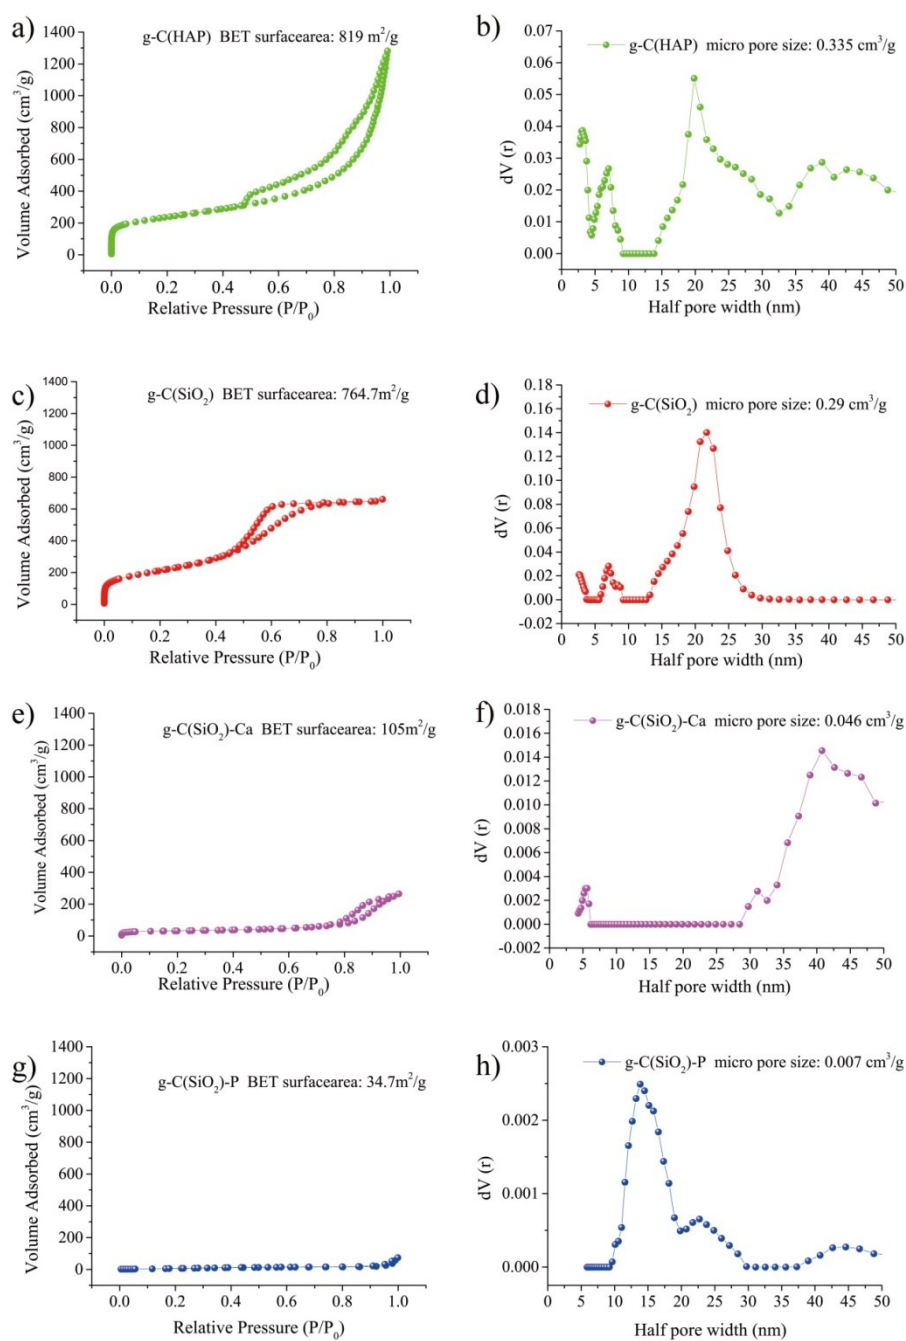 a)
g-C(HAP) BET surfacearea: 819 m²/g
Volume Adsorbed (cm³/g)
1400
1200
1000
800
600
400
200
0
0.0 0.2 0.4 0.6 0.8 1.0
Relative Pressure (P/P₀)
b)
g-C(HAP) micro pore size: 0.335 cm³/g
dV (r)
0.07
0.06
0.05
0.04
0.03
0.02
0.01
0.00
0 5 10 15 20 25 30 35 40 45 50
Half pore width (nm)
c)
g-C(SiO₂) BET surfacearea: 764.7m²/g
Volume Adsorbed (cm³/g)
1400
1200
1000
800
600
400
200
0
0.0 0.2 0.4 0.6 0.8 1.0
Relative Pressure (P/P₀)
d)
g-C(SiO₂) micro pore size: 0.29 cm³/g
dV (r)
0.18
0.16
0.14
0.12
0.10
0.08
0.06
0.04
0.02
0.00
-0.02
0 5 10 15 20 25 30 35 40 45 50
Half pore width (nm)
e)
g-C(SiO₂)-Ca BET surfacearea: 105m²/g
Volume Adsorbed (cm³/g)
1400
1200
1000
800
600
400
200
0
0.0 0.2 0.4 0.6 0.8 1.0
Relative Pressure (P/P₀)
f)
g-C(SiO₂)-Ca micro pore size: 0.046 cm³/g
dV (r)
0.018
0.016
0.014
0.012
0.010
0.008
0.006
0.004
0.002
0.000
-0.002
0 5 10 15 20 25 30 35 40 45 50
Half pore width (nm)
g)
g-C(SiO₂)-P BET surfacearea: 34.7m²/g
Volume Adsorbed (cm³/g)
1400
1200
1000
800
600
400
200
0
0.0 0.2 0.4 0.6 0.8 1.0
Relative Pressure (P/P₀)
h)
g-C(SiO₂)-P micro pore size: 0.007 cm³/g
dV (r)
0.003
0.002
0.001
0.000
0 5 10 15 20 25 30 35 40 45 50
Half pore width (nm)